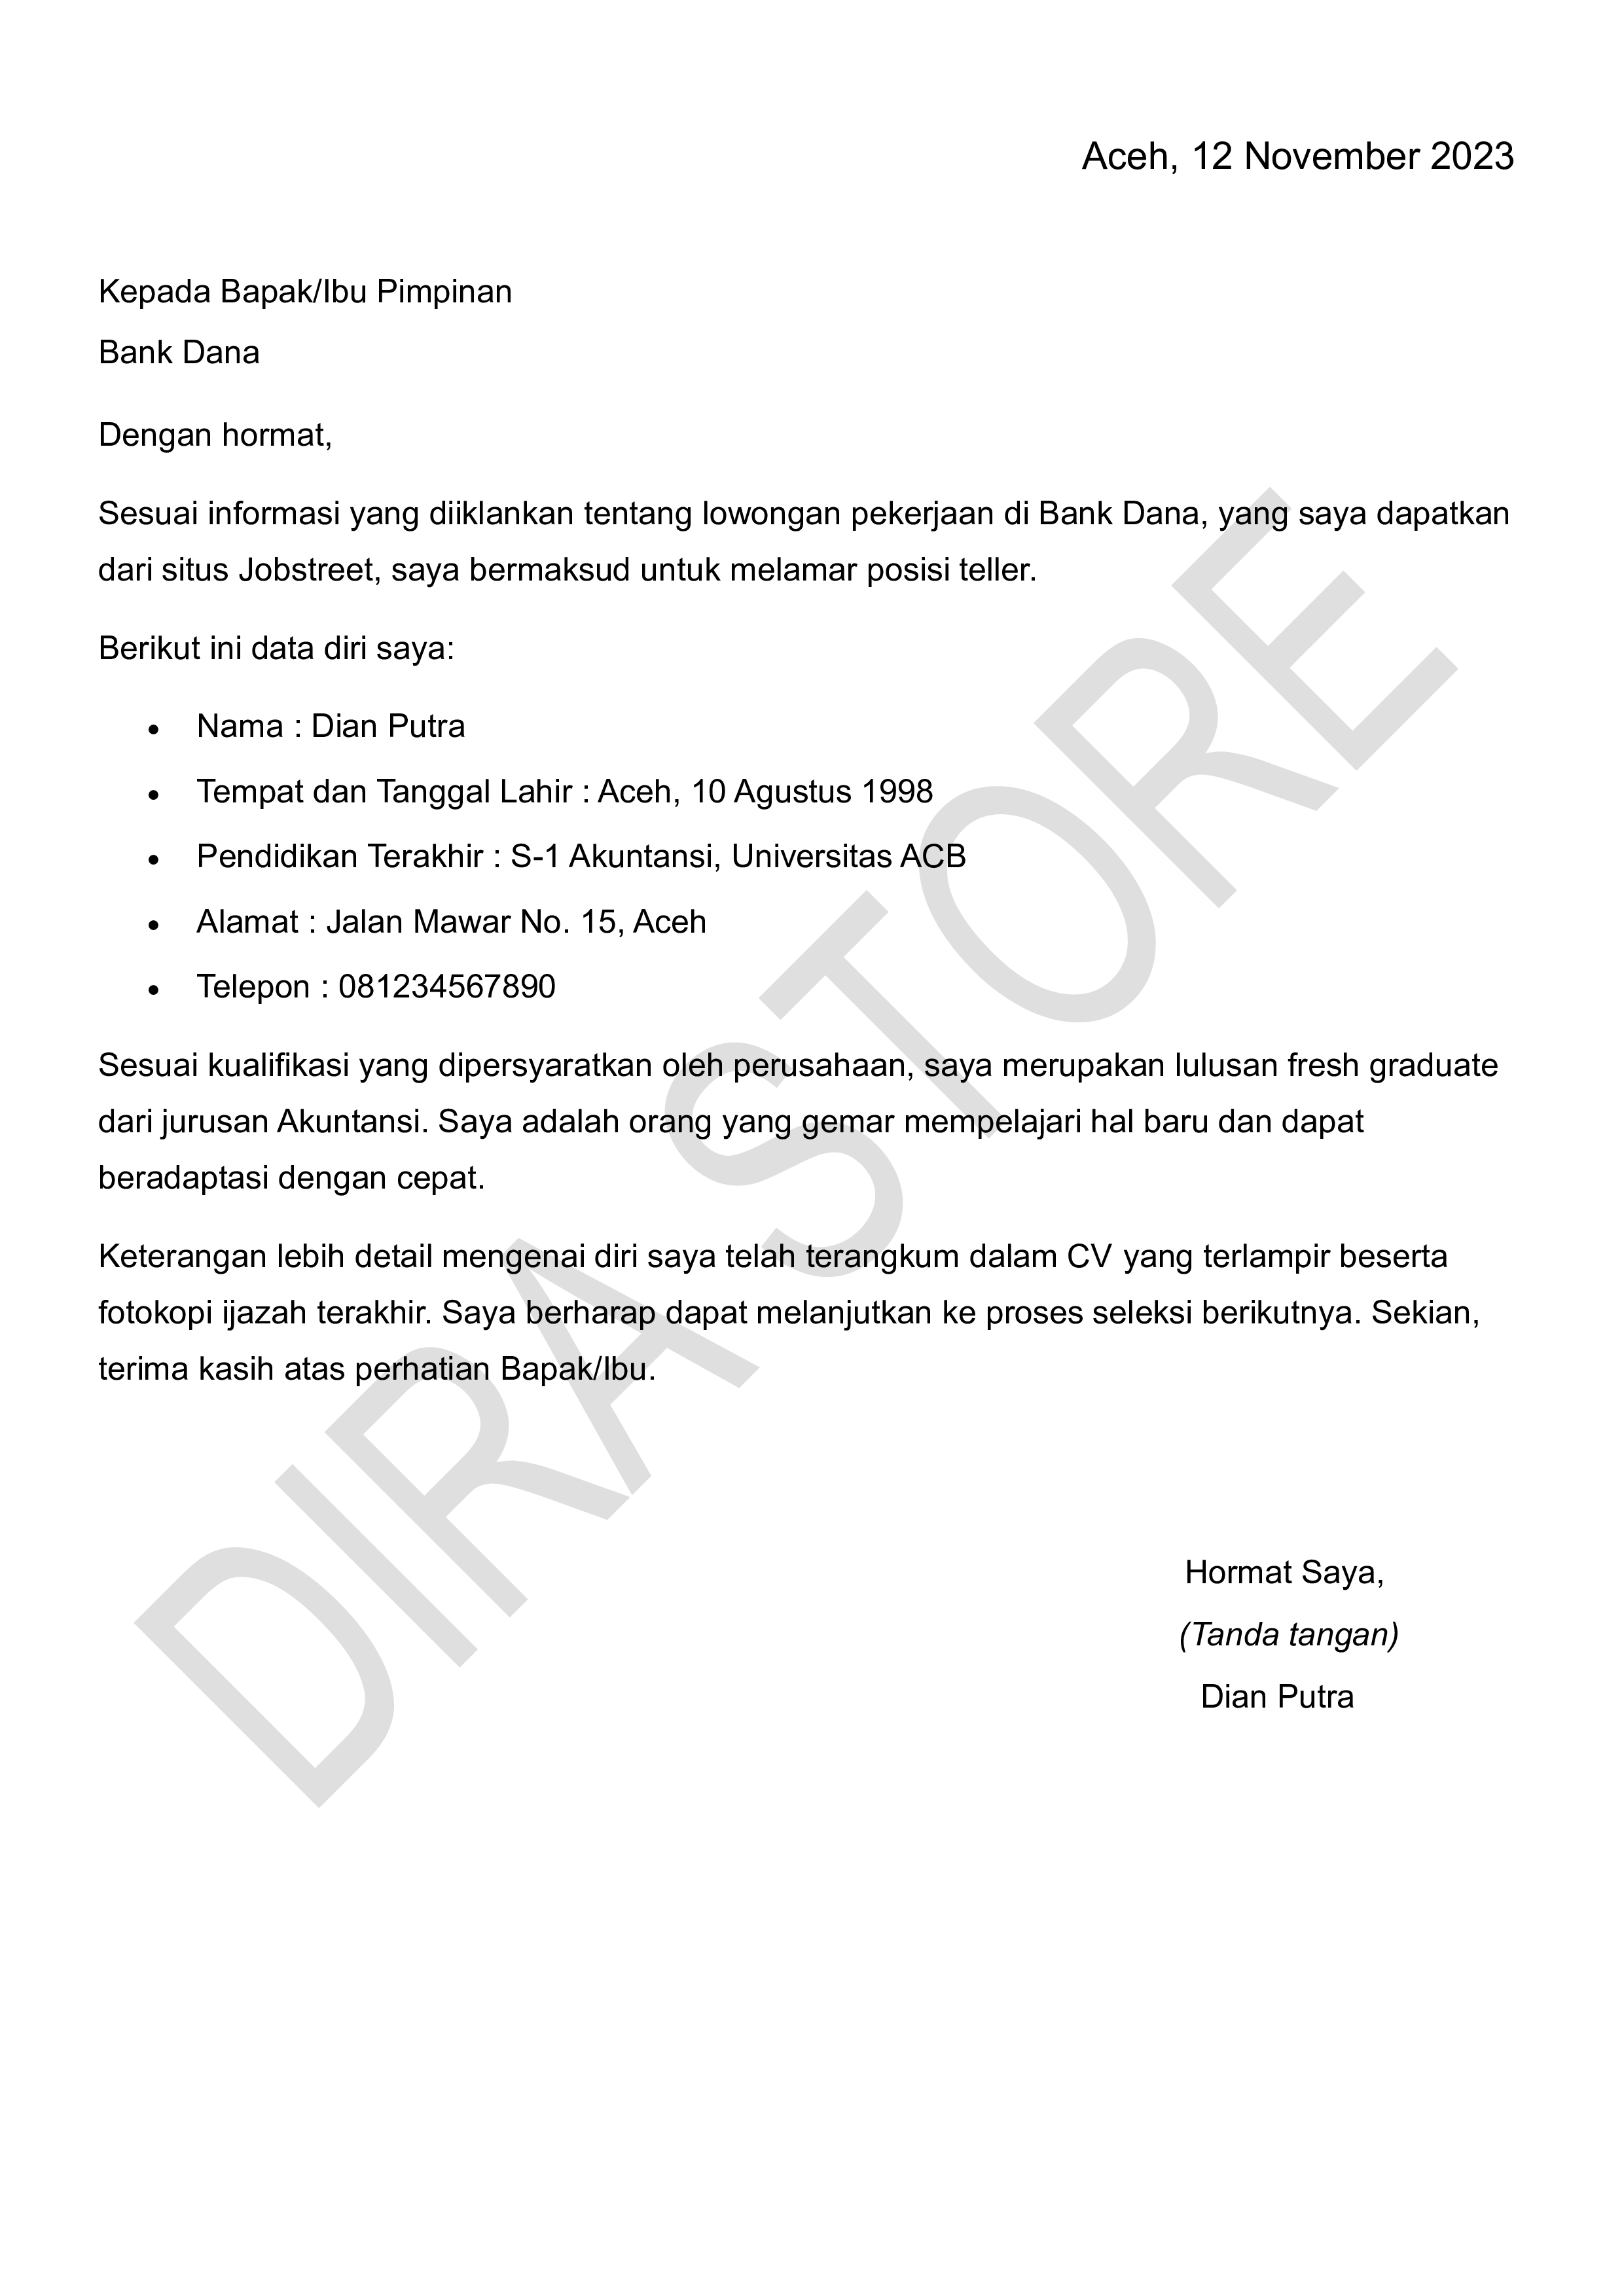 Aceh, 12 November 2023
Kepada Bapak/Ibu Pimpinan
Bank Dana
Dengan hormat,
Sesuai informasi yang diiklankan tentang lowongan pekerjaan di Bank Dana, yang saya dapatkan
dari situs Jobstreet, saya bermaksud untuk melamar posisi teller.
Berikut ini data diri saya:
• Nama : Dian Putra
• Tempat dan Tanggal Lahir : Aceh, 10 Agustus 1998
• Pendidikan Terakhir : S-1 Akuntansi, Universitas ACB
• Alamat : Jalan Mawar No. 15, Aceh
• Telepon : 081234567890
Sesuai kualifikasi yang dipersyaratkan oleh perusahaan, saya merupakan lulusan fresh graduate
dari jurusan Akuntansi. Saya adalah orang yang gemar mempelajari hal baru dan dapat
beradaptasi dengan cepat.
Keterangan lebih detail mengenai diri saya telah terangkum dalam CV yang terlampir beserta
fotokopi ijazah terakhir. Saya berharap dapat melanjutkan ke proses seleksi berikutnya. Sekian,
terima kasih atas perhatian Bapak/Ibu.
Hormat Saya,
(Tanda tangan)
Dian Putra
DIRA STORE